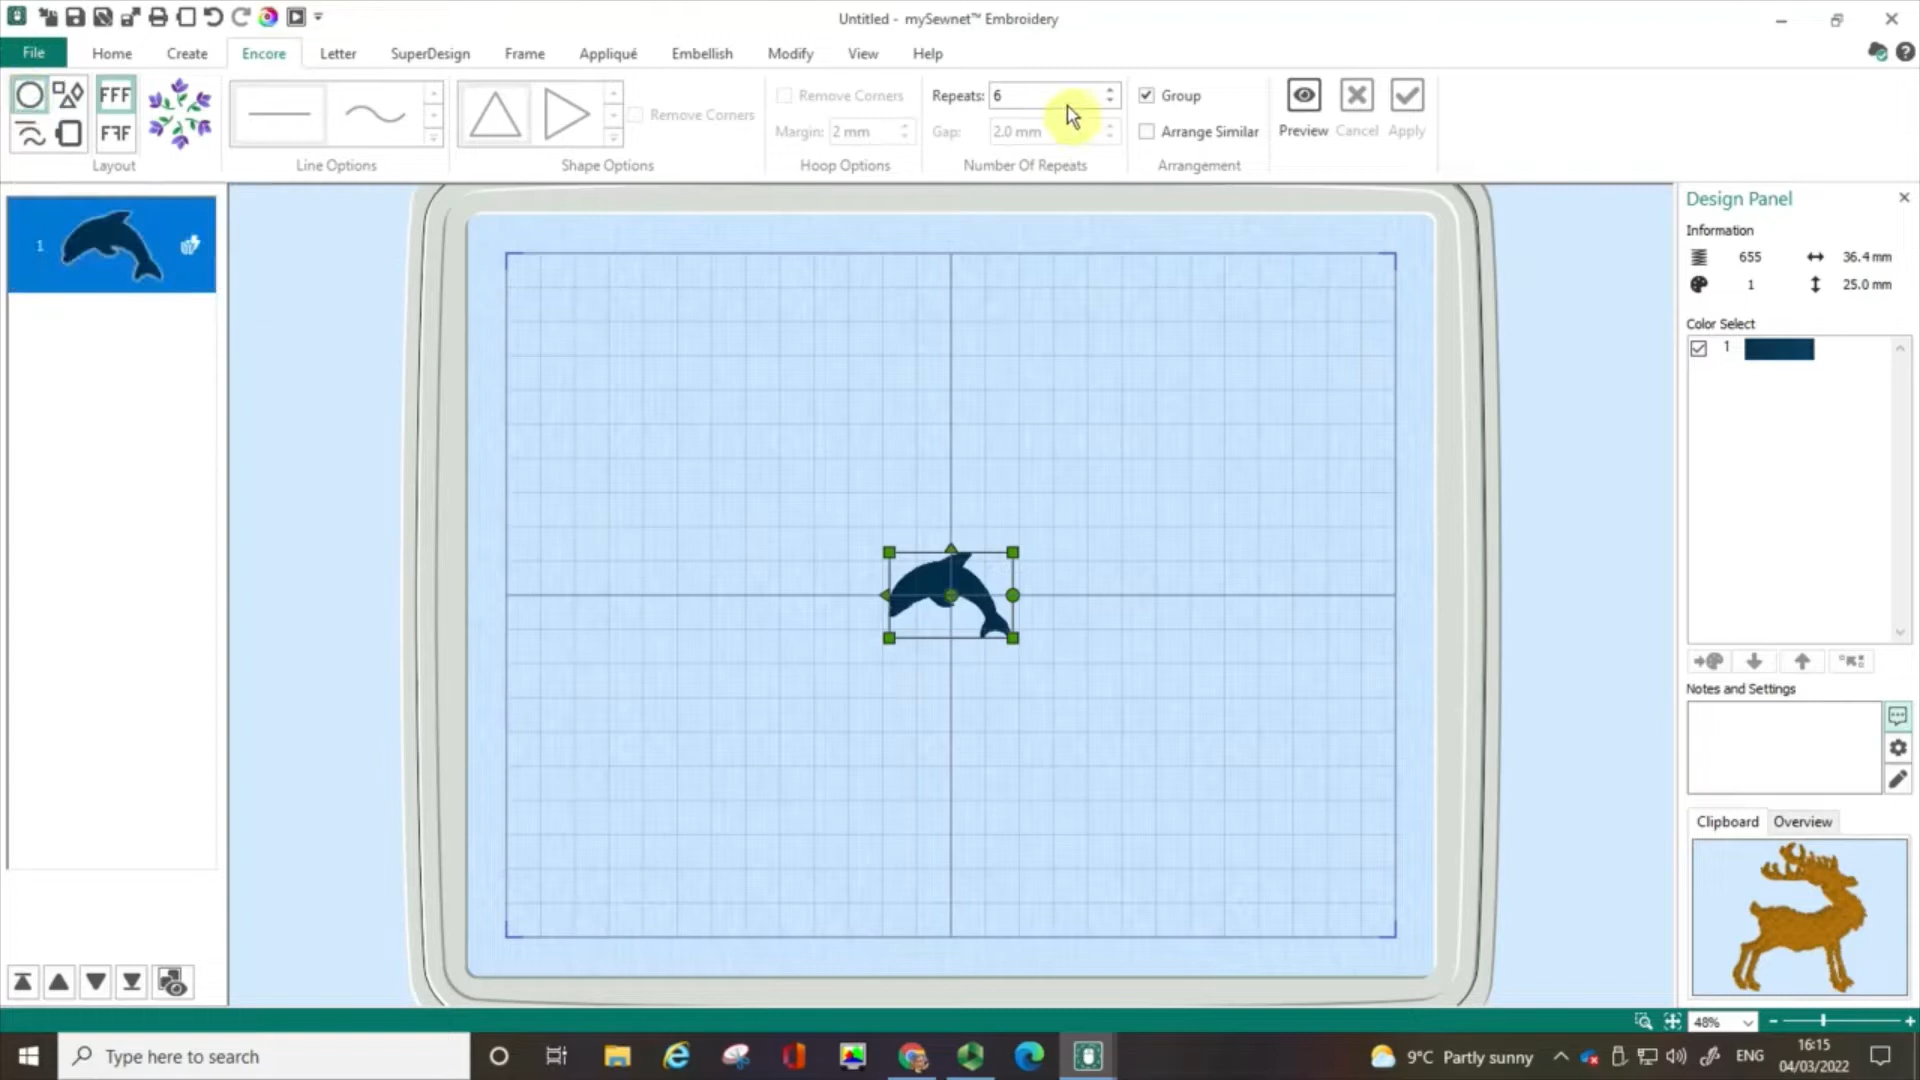 Untitled - mySewnet™ Embroidery
File Home Create Encore Letter SuperDesign Frame Appliqué Embellish Modify View Help
FFF
Remove Corners
Remove Corners
Repeats: 6
Group
Margin: 2 mm
Gap: 2.0 mm
Arrange Similar
Preview Cancel Apply
Layout
Line Options
Shape Options
Hoop Options
Number Of Repeats
Arrangement
1
Design Panel
Information
655 36.4 mm
1 25.0 mm
Color Select
1
Notes and Settings
Clipboard Overview
48%
Type here to search
9°C Partly sunny
ENG
16:15
04/03/2022